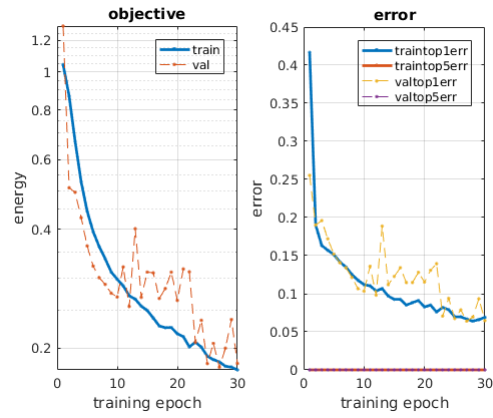 objective
train
val
1.2
1
0.6
0.4
0.2
energy
0
10
20
30
training epoch
error
traintop1err
traintop5err
valtop1err
valtop5err
0.45
0.4
0.35
0.3
0.25
0.2
0.15
0.1
0.05
0
error
0
10
20
30
training epoch